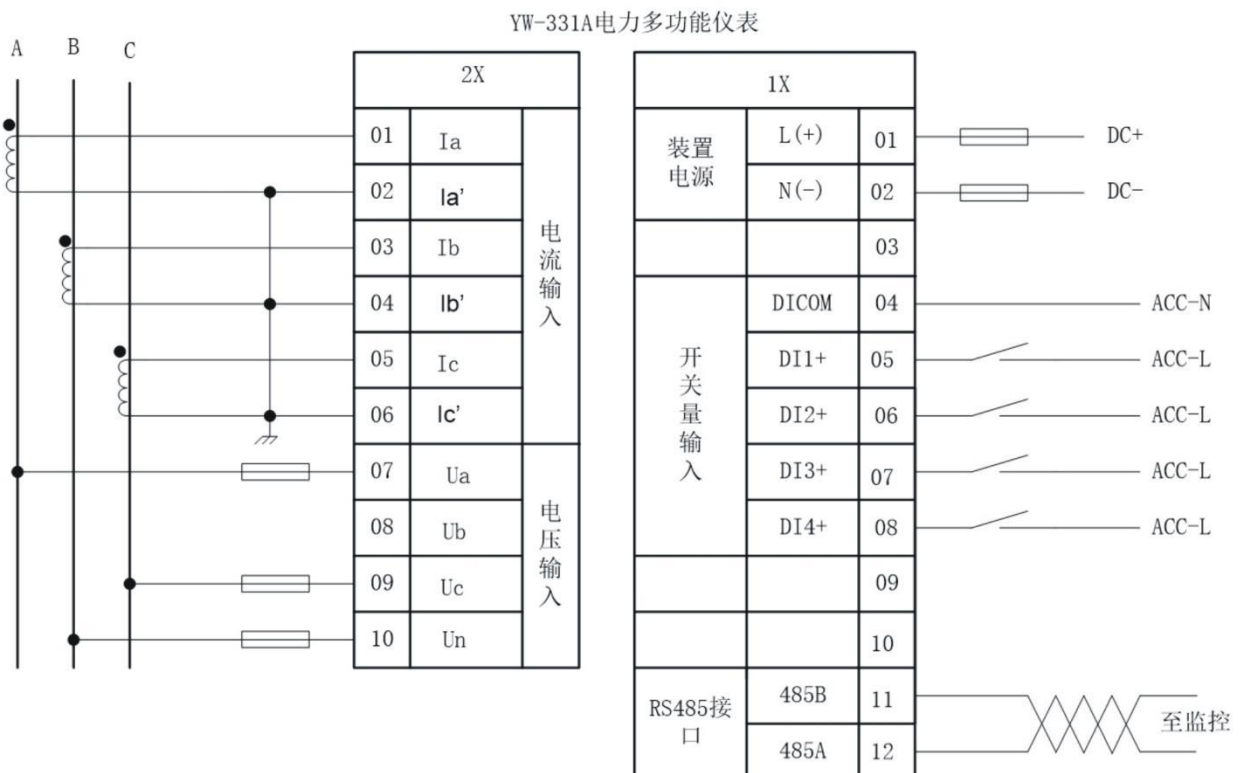 YW-331A电力多功能仪表
A B C
2X
01 Ia
02 Ia'
03 Ib
04 Ib'
05 Ic
06 Ic'
电流输入
07 Ua
08 Ub
09 Uc
10 Un
电压输入
1X
装置
电源
L(+) 01 DC+
N(-) 02 DC-
03
开关量输入
DICOM 04 ACC-N
DI1+ 05 ACC-L
DI2+ 06 ACC-L
DI3+ 07 ACC-L
DI4+ 08 ACC-L
09
10
RS485接
口
485B 11
485A 12
至监控